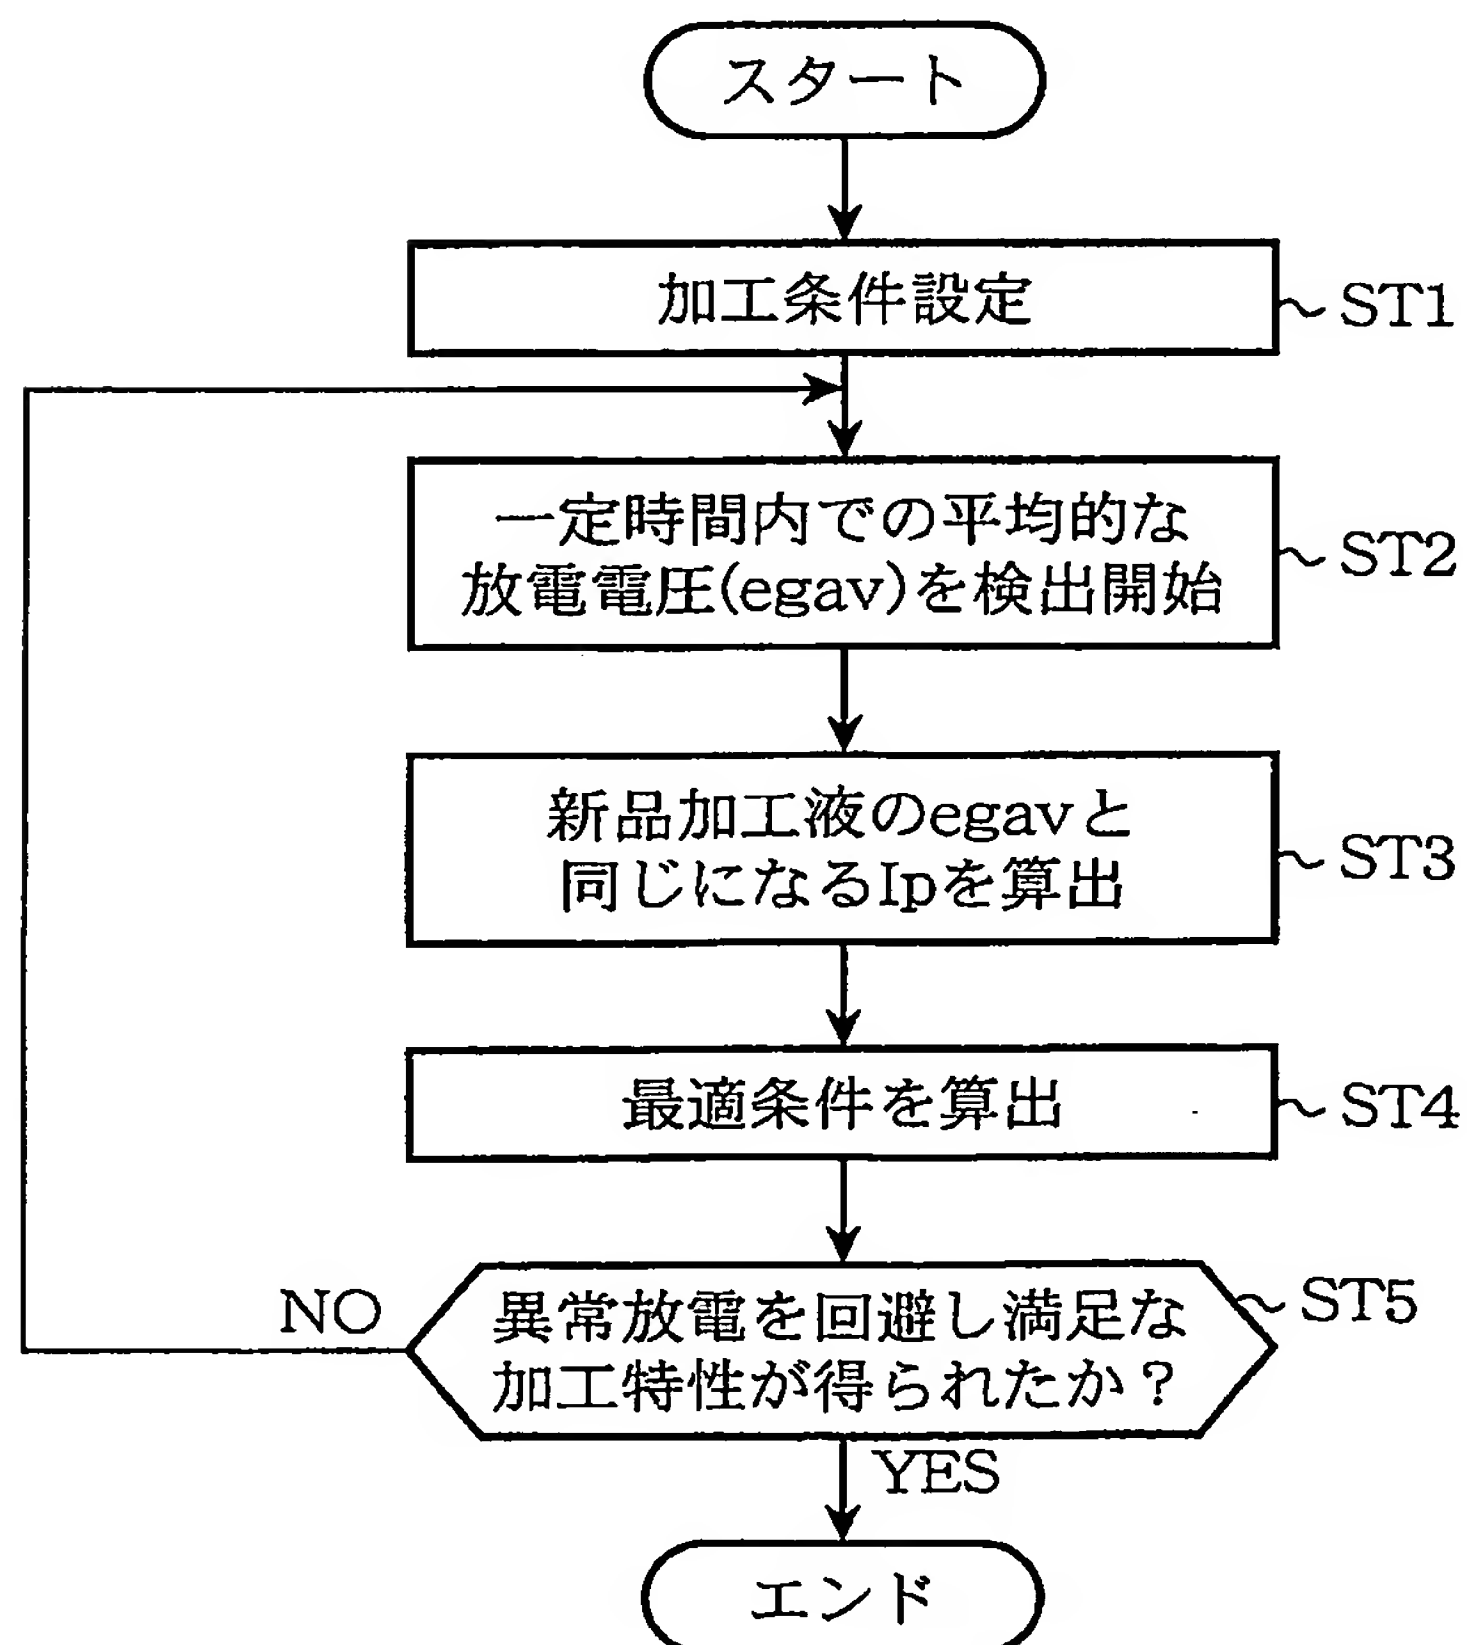 スタート
加工条件設定
ST1
一定時間内での平均的な
放電電圧(egav)を検出開始
ST2
新品加工液のegavと
同じになるIpを算出
ST3
最適条件を算出
ST4
NO
異常放電を回避し満足な
加工特性が得られたか？
ST5
YES
エンド